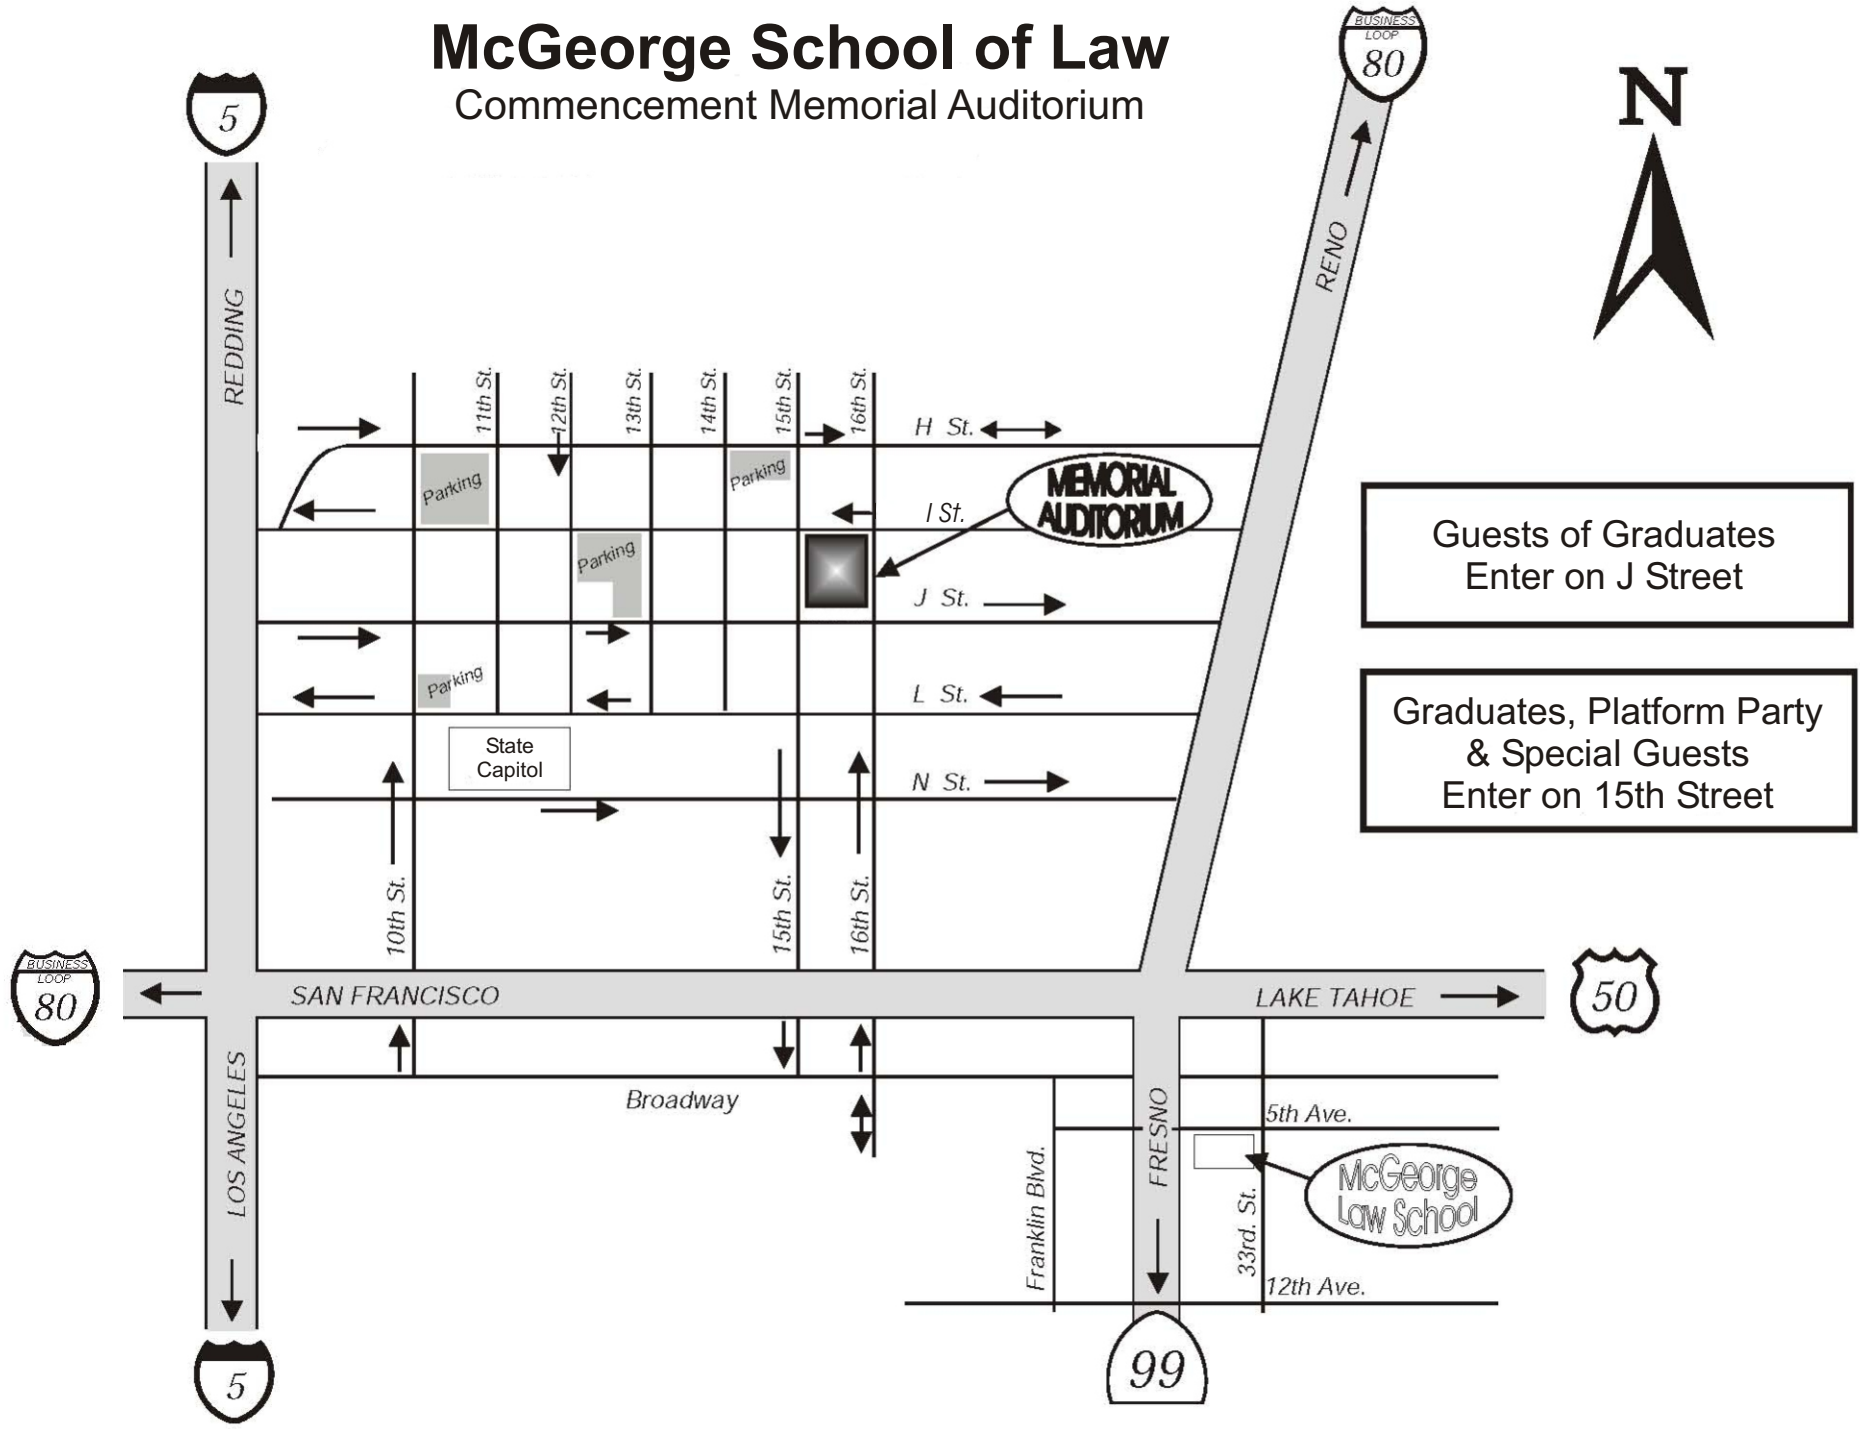 McGeorge School of Law
Commencement Memorial Auditorium
BUSINESS
LOOP
80
N
5
RENO
REDDING
11th St.
12th St.
13th St.
14th St.
15th St.
16th St.
H St.
Parking
Parking
MEMORIAL
AUDITORIUM
I St.
Parking
J St.
Guests of Graduates
Enter on J Street
Parking
L St.
State
Capitol
N St.
Graduates, Platform Party
& Special Guests
Enter on 15th Street
10th St.
15th St.
16th St.
BUSINESS
LOOP
80
SAN FRANCISCO
LAKE TAHOE
50
LOS ANGELES
Broadway
FRESNO
5th Ave.
McGeorge
Law School
Franklin Blvd.
33rd. St.
12th Ave.
5
99